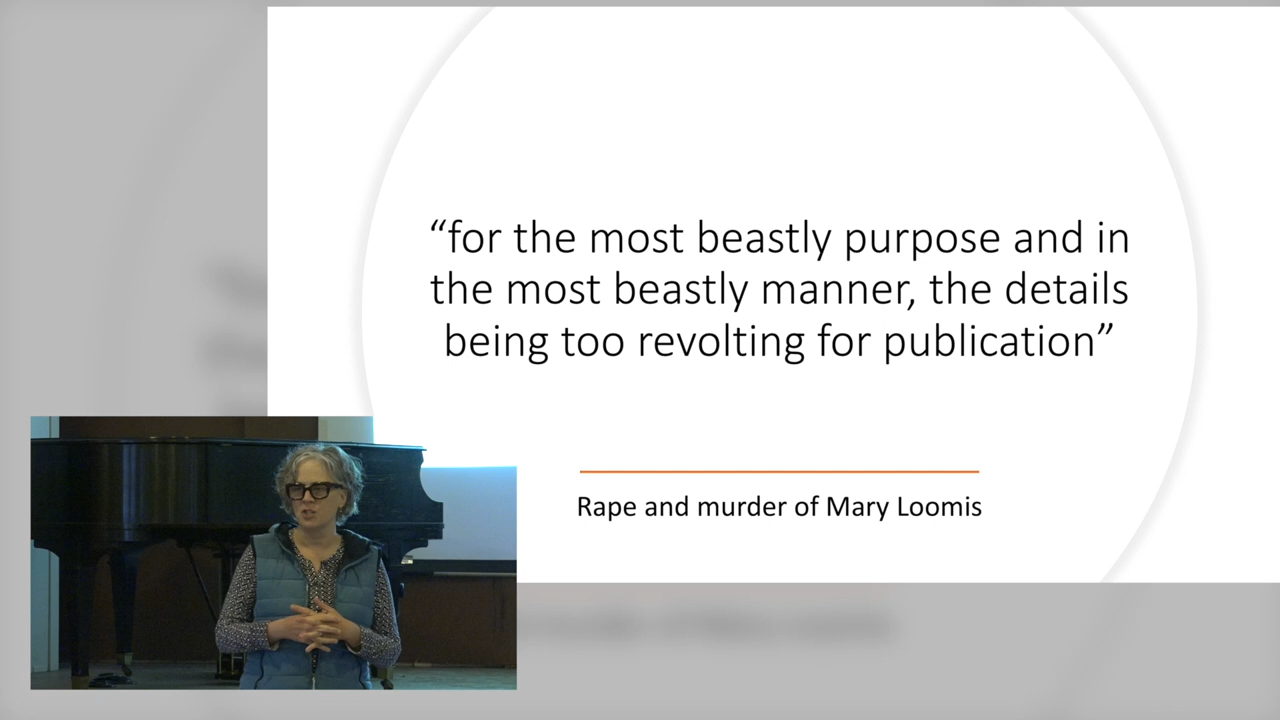 “for the most beastly purpose and in
the most beastly manner, the details
being too revolting for publication”
Rape and murder of Mary Loomis